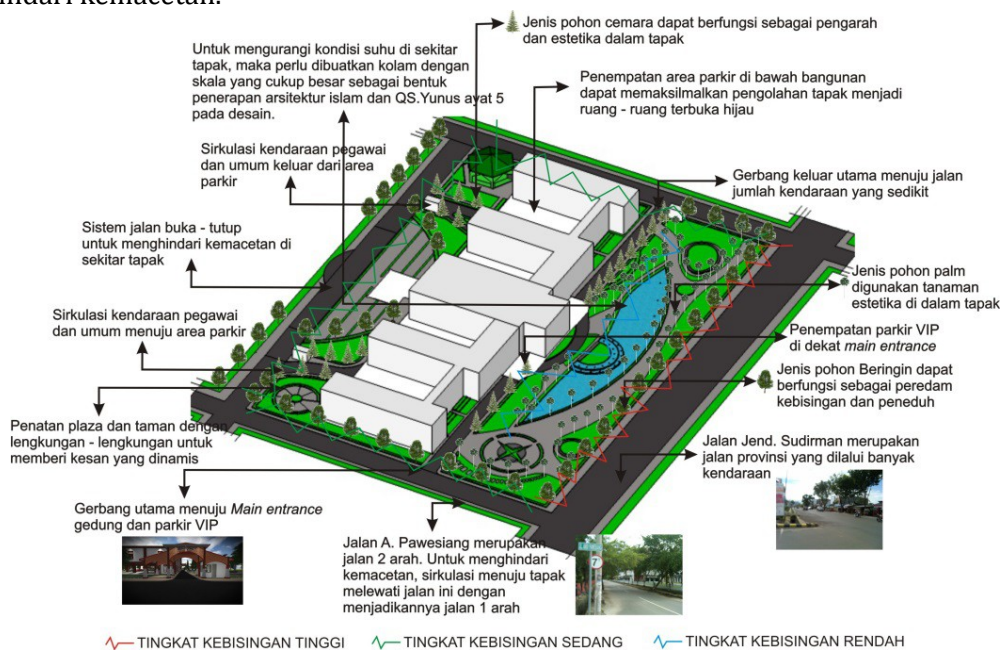 ndari kemacetan.
Jenis pohon cemara dapat berfungsi sebagai pengarah
dan estetika dalam tapak
Untuk mengurangi kondisi suhu di sekitar
tapak, maka perlu dibuatkan kolam dengan
skala yang cukup besar sebagai bentuk
penerapan arsitektur islam dan QS.Yunus ayat 5
pada desain.
Penempatan area parkir di bawah bangunan
dapat memaksilmalkan pengolahan tapak menjadi
ruang - ruang terbuka hijau
Sirkulasi kendaraan pegawai
dan umum keluar dari area
parkir
Gerbang keluar utama menuju jalan
jumlah kendaraan yang sedikit
Sistem jalan buka - tutup
untuk menghindari kemacetan di
sekitar tapak
Jenis pohon palm
digunakan tanaman
estetika di dalam tapak
Sirkulasi kendaraan pegawai
dan umum menuju area parkir
Penempatan parkir VIP
di dekat main entrance
Jenis pohon Beringin dapat
berfungsi sebagai peredam
kebisingan dan peneduh
Penatan plaza dan taman dengan
lengkungan - lengkungan untuk
memberi kesan yang dinamis
Jalan Jend. Sudirman merupakan
jalan provinsi yang dilalui banyak
kendaraan
Gerbang utama menuju Main entrance
gedung dan parkir VIP
Jalan A. Pawesiang merupakan
jalan 2 arah. Untuk menghindari
kemacetan, sirkulasi menuju tapak
melewati jalan ini dengan
menjadikannya jalan 1 arah
7
TINGKAT KEBISINGAN TINGGI
TINGKAT KEBISINGAN SEDANG
TINGKAT KEBISINGAN RENDAH